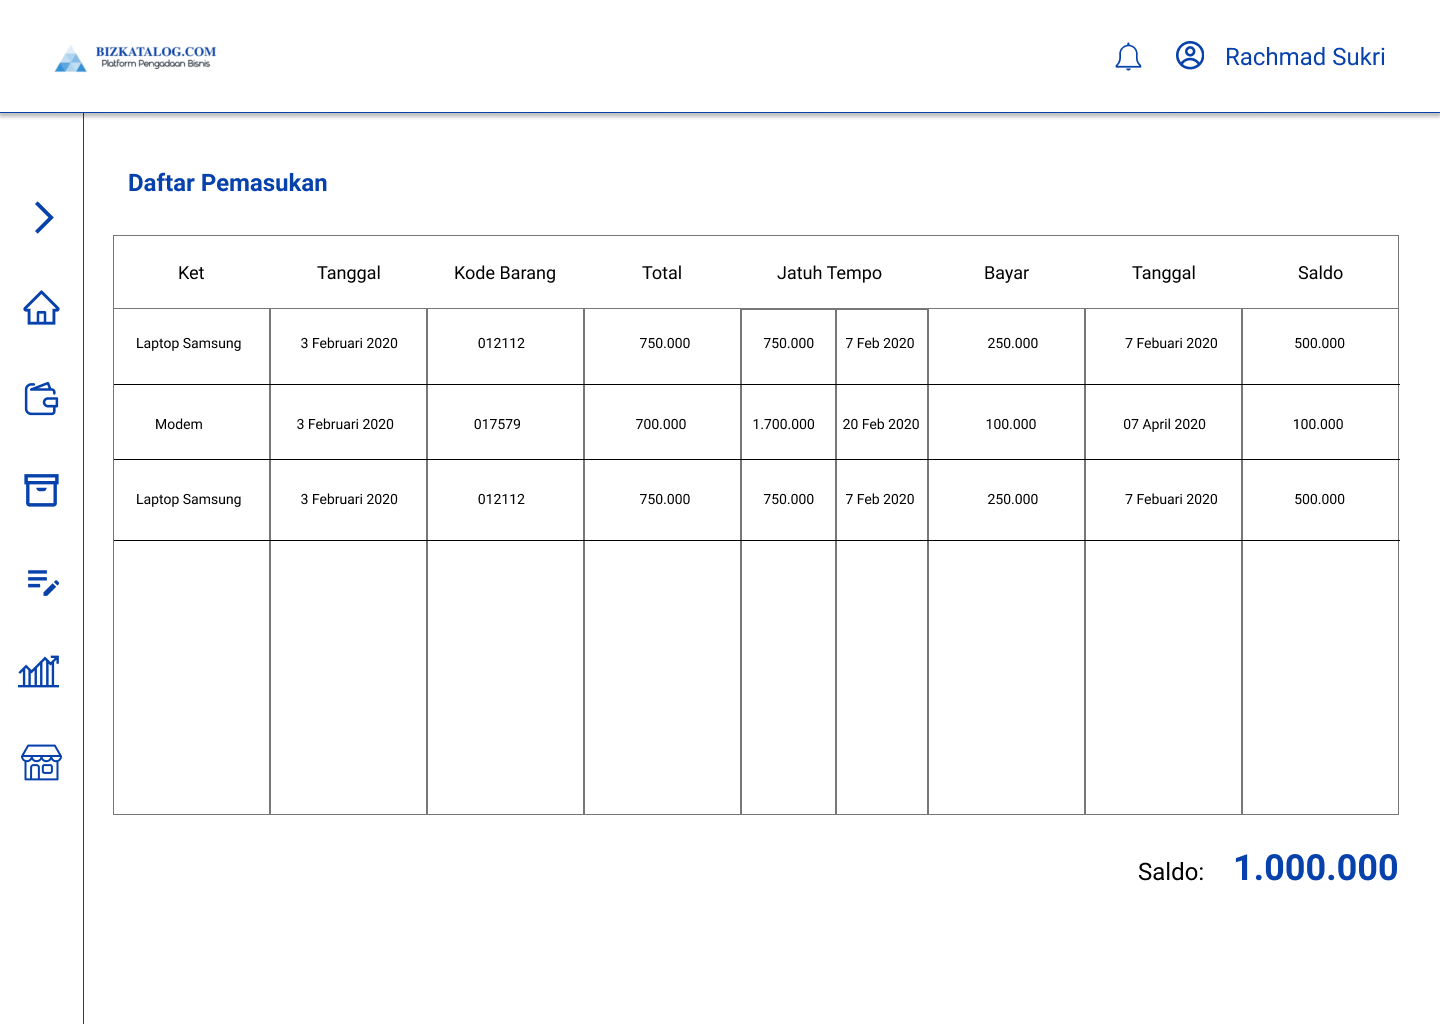 BIZKATALOG.COM
Platform Pengadaan Bisnis
Rachmad Sukri
Daftar Pemasukan
Ket Tanggal Kode Barang Total Jatuh Tempo Bayar Tanggal Saldo
Laptop Samsung 3 Februari 2020 012112 750.000 750.000 7 Feb 2020 250.000 7 Febuari 2020 500.000
Modem 3 Februari 2020 017579 700.000 1.700.000 20 Feb 2020 100.000 07 April 2020 100.000
Laptop Samsung 3 Februari 2020 012112 750.000 750.000 7 Feb 2020 250.000 7 Febuari 2020 500.000
Saldo: 1.000.000